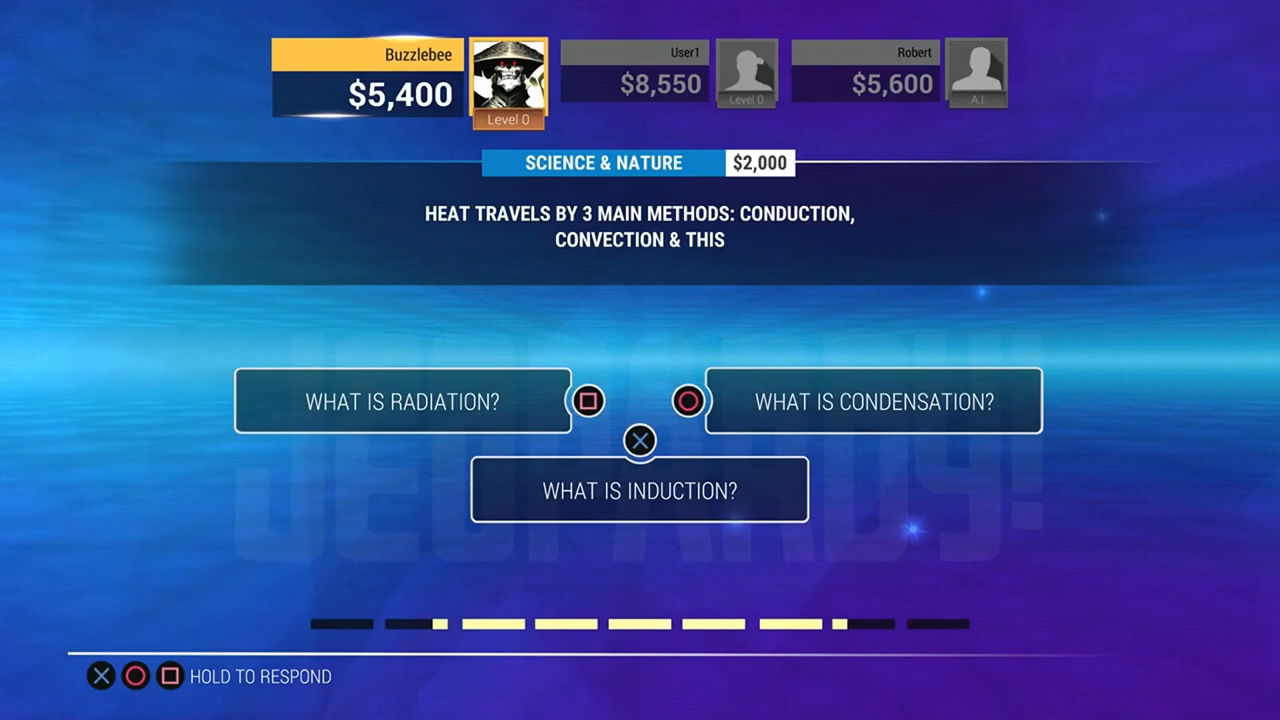 Buzzlebee
$5,400
Level 0
User1
$8,550
Level 0
Robert
$5,600
A.I.
SCIENCE & NATURE $2,000
HEAT TRAVELS BY 3 MAIN METHODS: CONDUCTION,
CONVECTION & THIS
WHAT IS RADIATION?
WHAT IS CONDENSATION?
WHAT IS INDUCTION?
JEOPARDY!
HOLD TO RESPOND